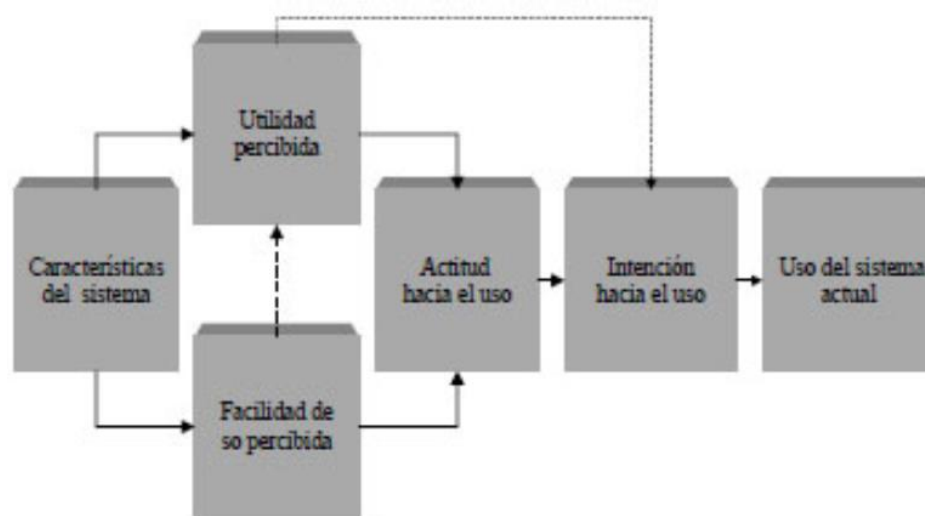 Utilidad
percibida
Características
del sistema
Facilidad de
so percibida
Actitud
hacia el uso
Intención
hacia el uso
Uso del sistema
actual